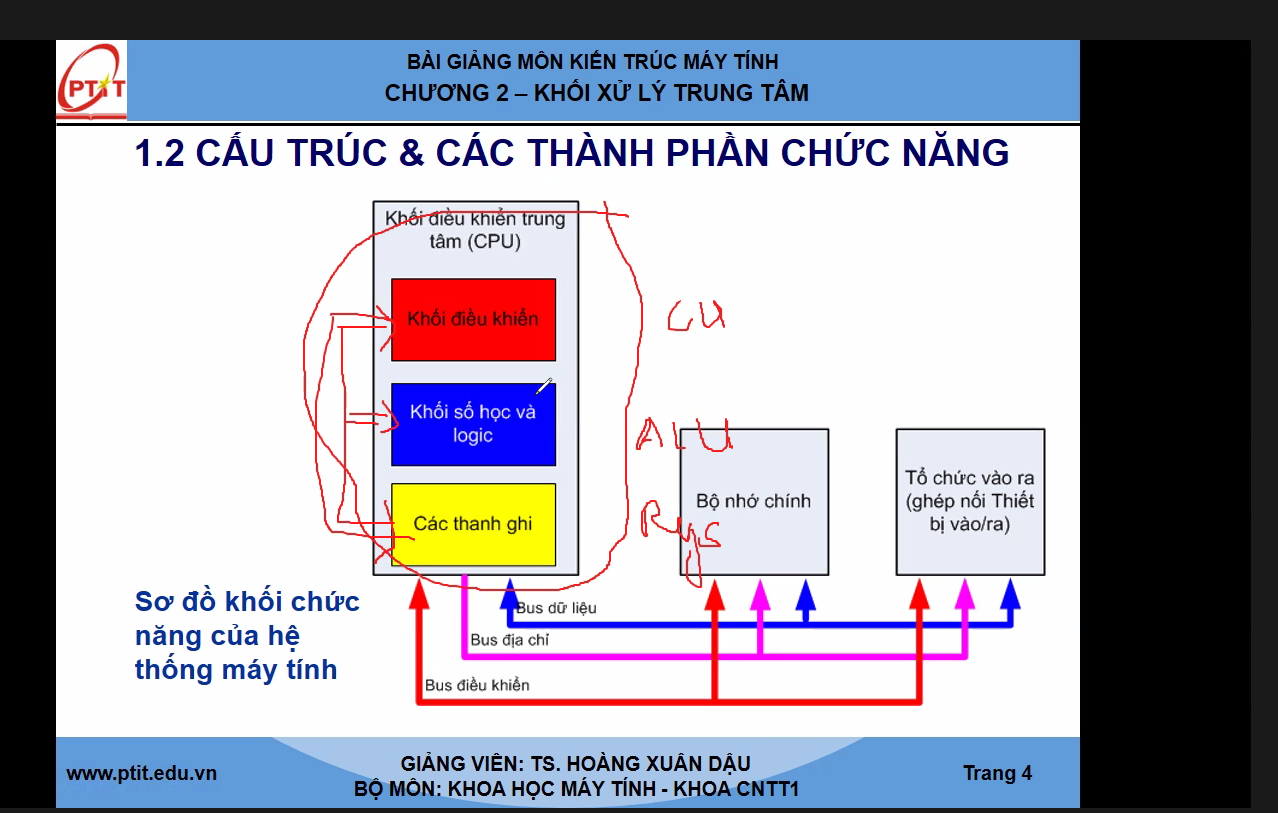 PTIT
BÀI GIẢNG MÔN KIẾN TRÚC MÁY TÍNH
CHƯƠNG 2 – KHỐI XỬ LÝ TRUNG TÂM
1.2 CẤU TRÚC & CÁC THÀNH PHẦN CHỨC NĂNG
Khối điều khiển trung
tâm (CPU)
Khối điều khiển
CU
Khối số học và
logic
ALU
Các thanh ghi
Regs
Bộ nhớ chính
Tổ chức vào ra
(ghép nối Thiết
bị vào/ra)
Bus dữ liệu
Bus địa chỉ
Bus điều khiển
Sơ đồ khối chức
năng của hệ
thống máy tính
www.ptit.edu.vn
GIẢNG VIÊN: TS. HOÀNG XUÂN DẬU
BỘ MÔN: KHOA HỌC MÁY TÍNH - KHOA CNTT1
Trang 4